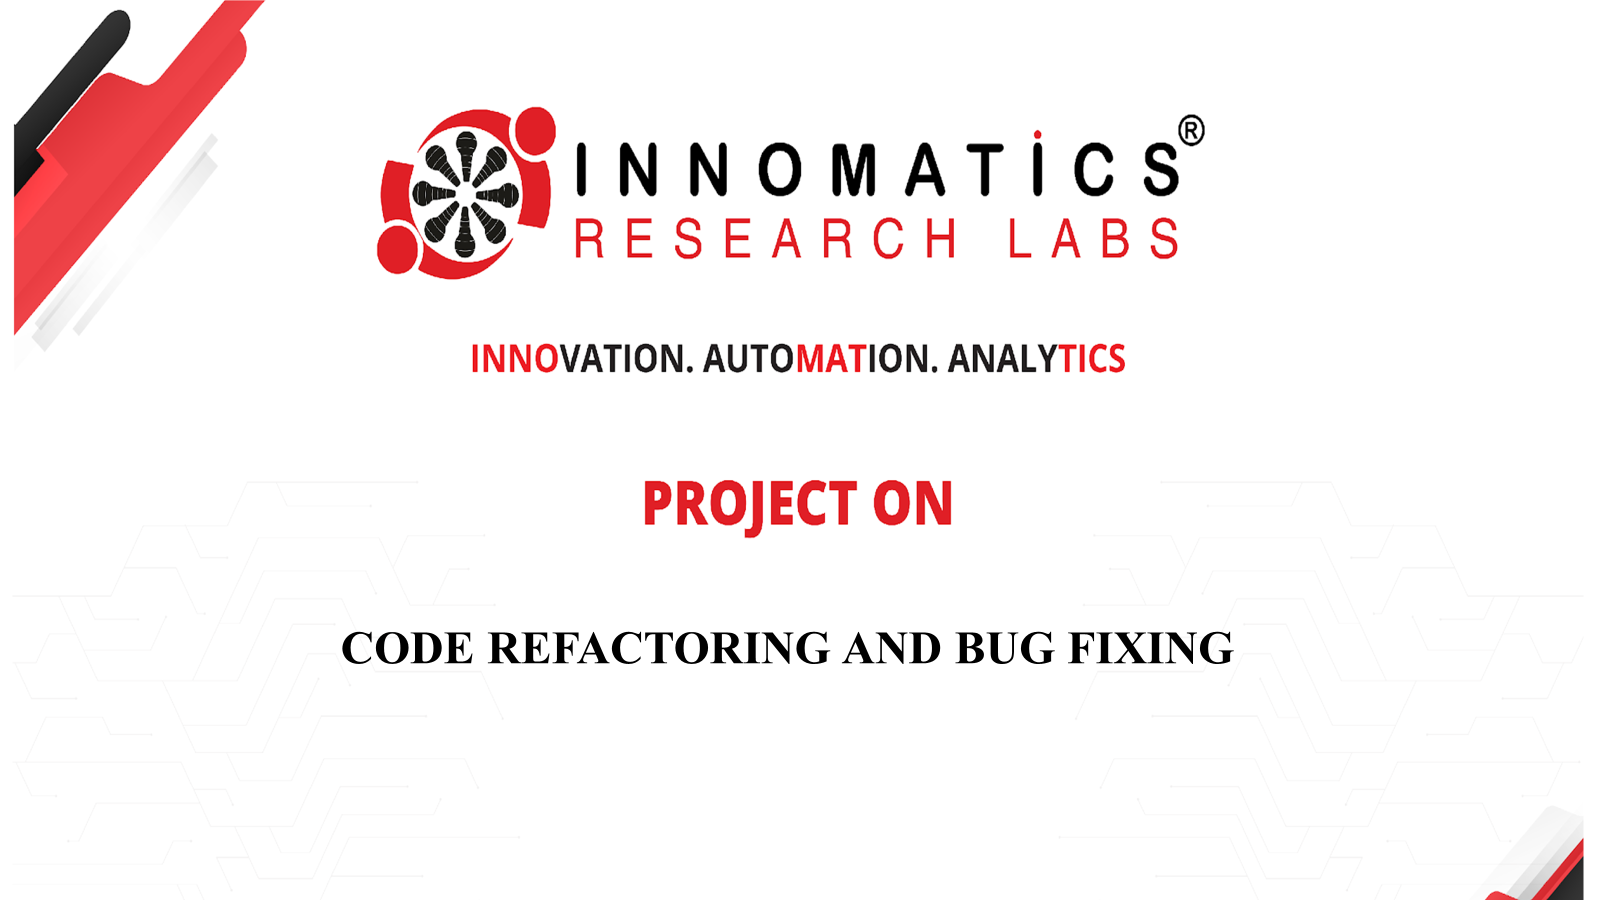 INNOMATICS®
RESEARCH LABS
INNOVATION. AUTOMATION. ANALYTICS
PROJECT ON
CODE REFACTORING AND BUG FIXING